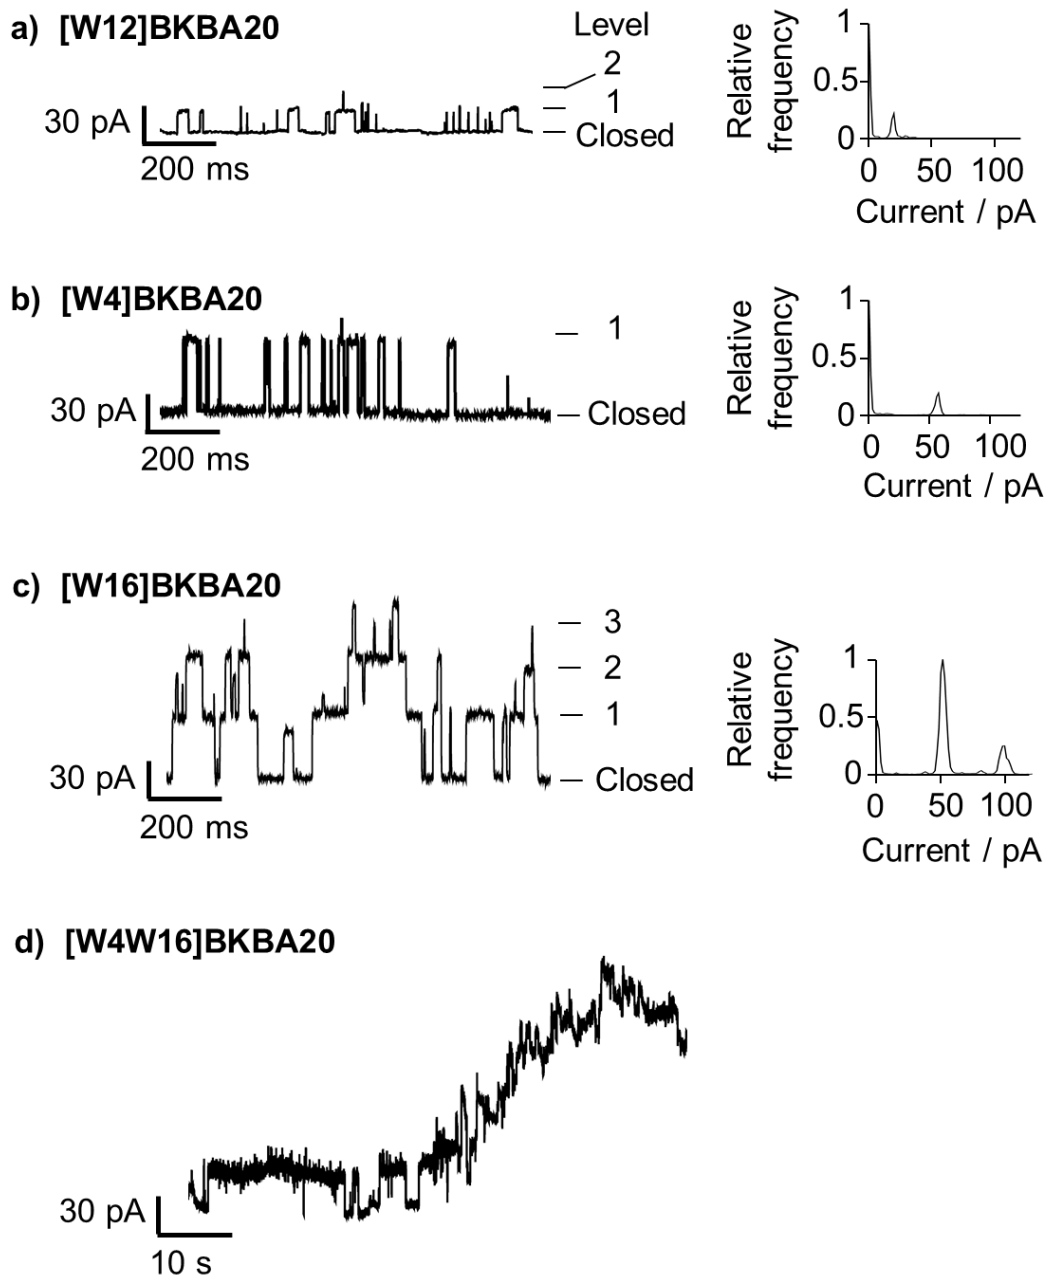 a) [W12]BKBA20
Level
2
1
Closed
30 pA
200 ms
Relative
frequency
1
0.5
0
0 50 100
Current / pA
b) [W4]BKBA20
1
Closed
30 pA
200 ms
Relative
frequency
1
0.5
0
0 50 100
Current / pA
c) [W16]BKBA20
3
2
1
Closed
30 pA
200 ms
Relative
frequency
1
0.5
0
0 50 100
Current / pA
d) [W4W16]BKBA20
30 pA
10 s